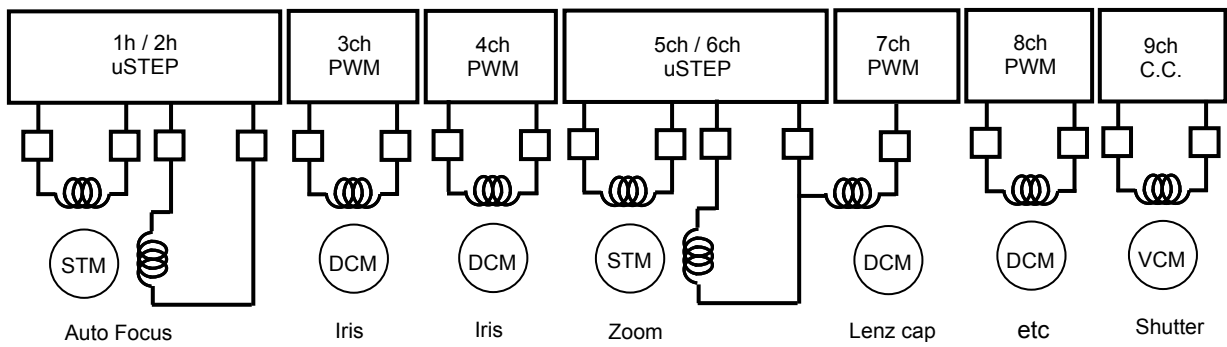 1h / 2h
uSTEP
3ch
PWM
4ch
PWM
5ch / 6ch
uSTEP
7ch
PWM
8ch
PWM
9ch
C.C.
STM
DCM
DCM
STM
DCM
DCM
VCM
Auto Focus
Iris
Iris
Zoom
Lenz cap
etc
Shutter